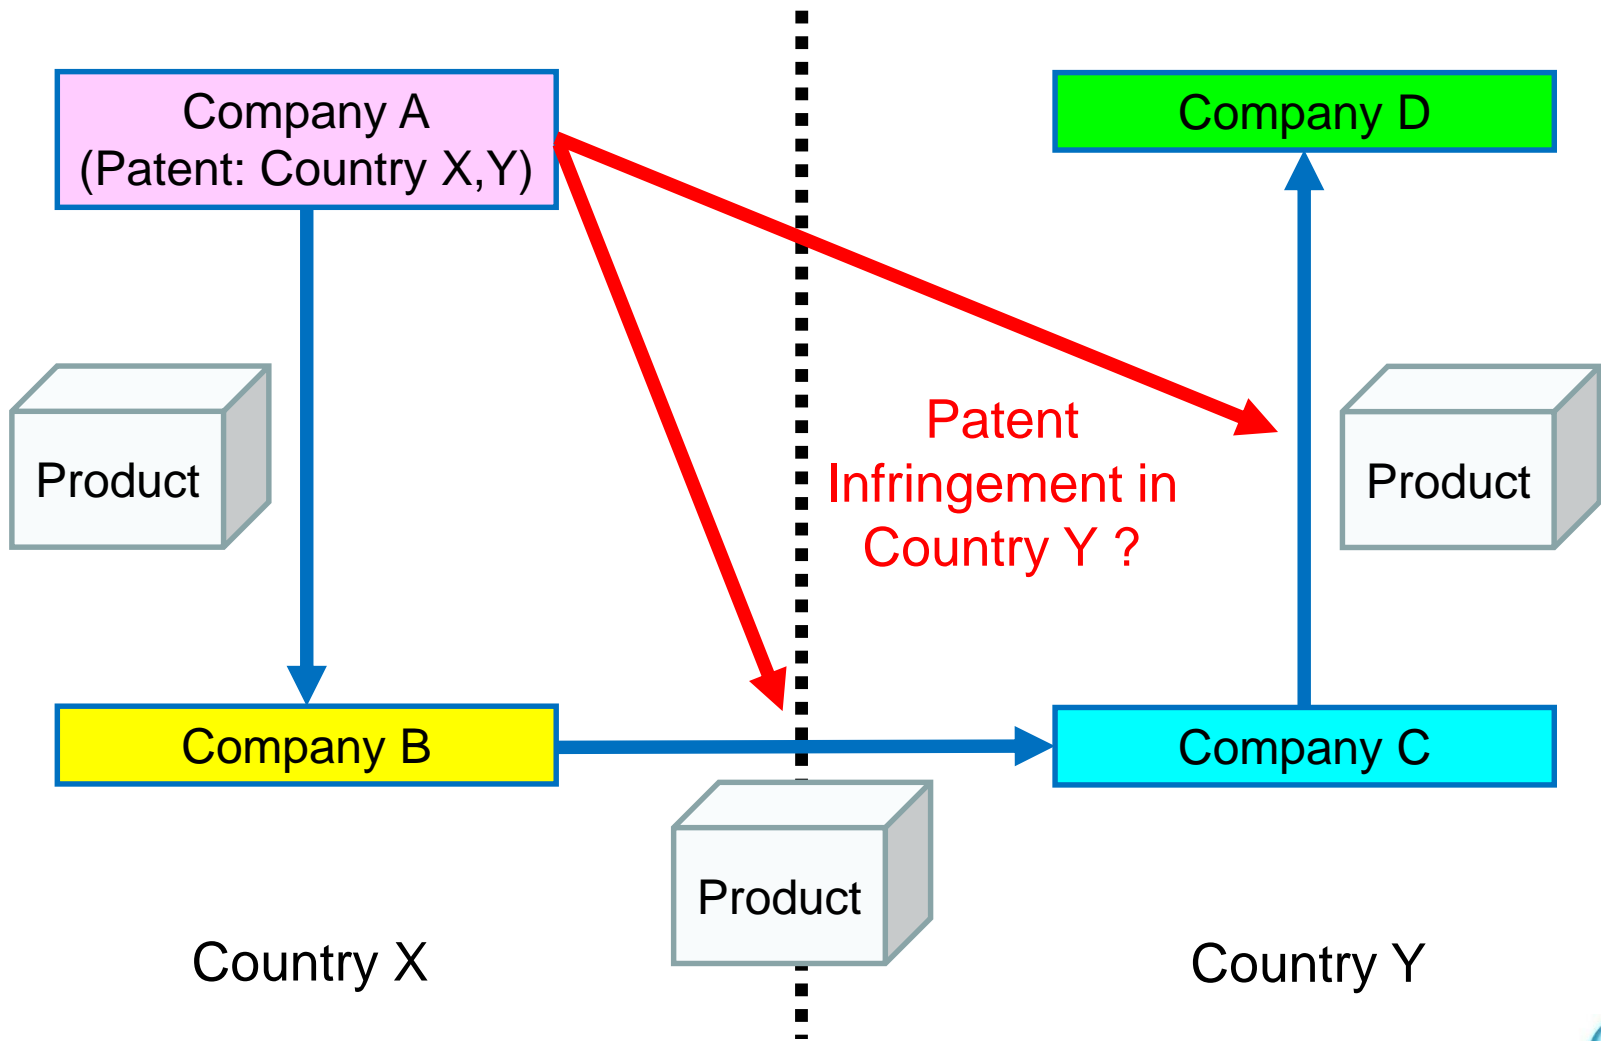 Company A
(Patent: Country X,Y)
Company D
Product
Patent
Infringement in
Country Y ?
Product
Company B
Company C
Product
Country X
Country Y